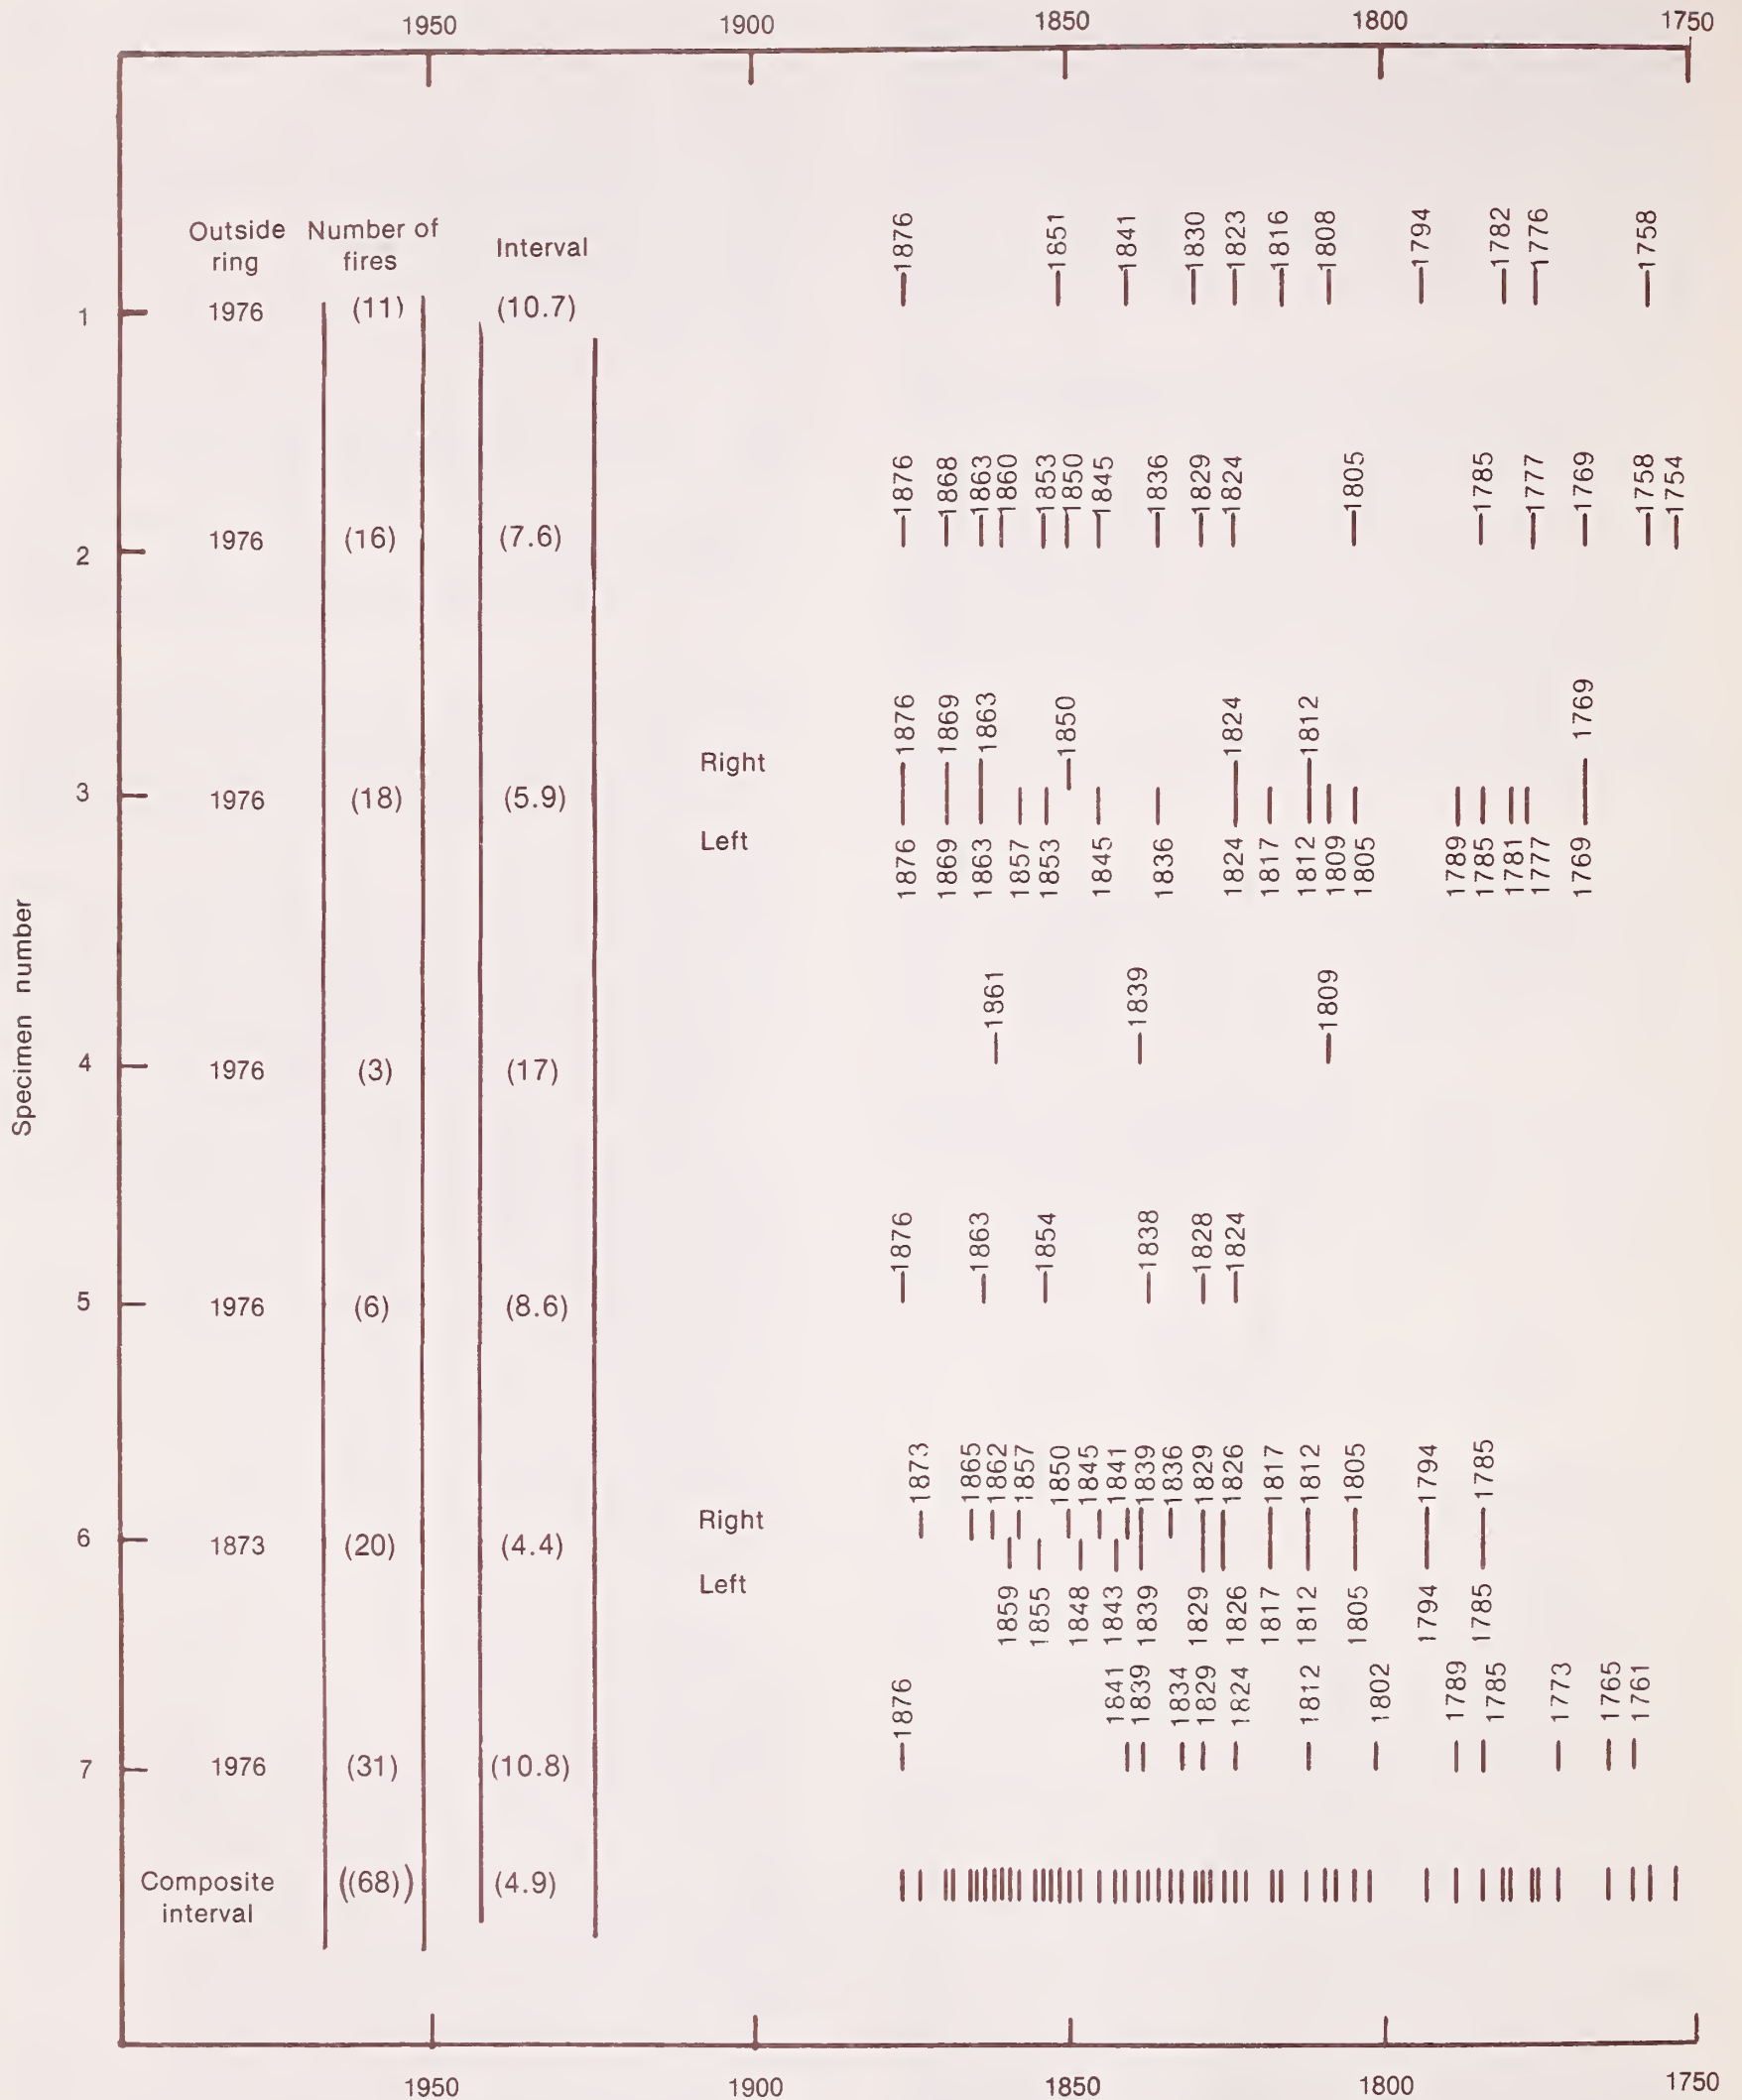 1950 1900 1850 1800 1750
Outside ring Number of fires Interval
1876 1851 1841 1830 1823 1816 1808 1794 1782 1776 1758
1 1976 (11) (10.7)
1876 1868 1863 1860 1853 1850 1845 1836 1829 1824 1805 1785 1777 1769 1758 1754
2 1976 (16) (7.6)
1876 1869 1863 1850 1824 1812 1769
Right
3 1976 (18) (5.9)
Left
1876 1869 1863 1857 1853 1845 1836 1824 1817 1812 1809 1805 1789 1785 1781 1777 1769
Specimen number
1861 1839 1809
4 1976 (3) (17)
1876 1863 1854 1838 1828 1824
5 1976 (6) (8.6)
1873 1865 1862 1857 1850 1845 1841 1839 1836 1829 1826 1817 1812 1805 1794 1785
Right
6 1873 (20) (4.4)
Left
1859 1855 1848 1843 1839 1829 1826 1817 1812 1805 1794 1785
1876 1841 1839 1834 1829 1824 1812 1802 1789 1785 1773 1765 1761
7 1976 (31) (10.8)
Composite interval ((68)) (4.9)
1950 1900 1850 1800 1750